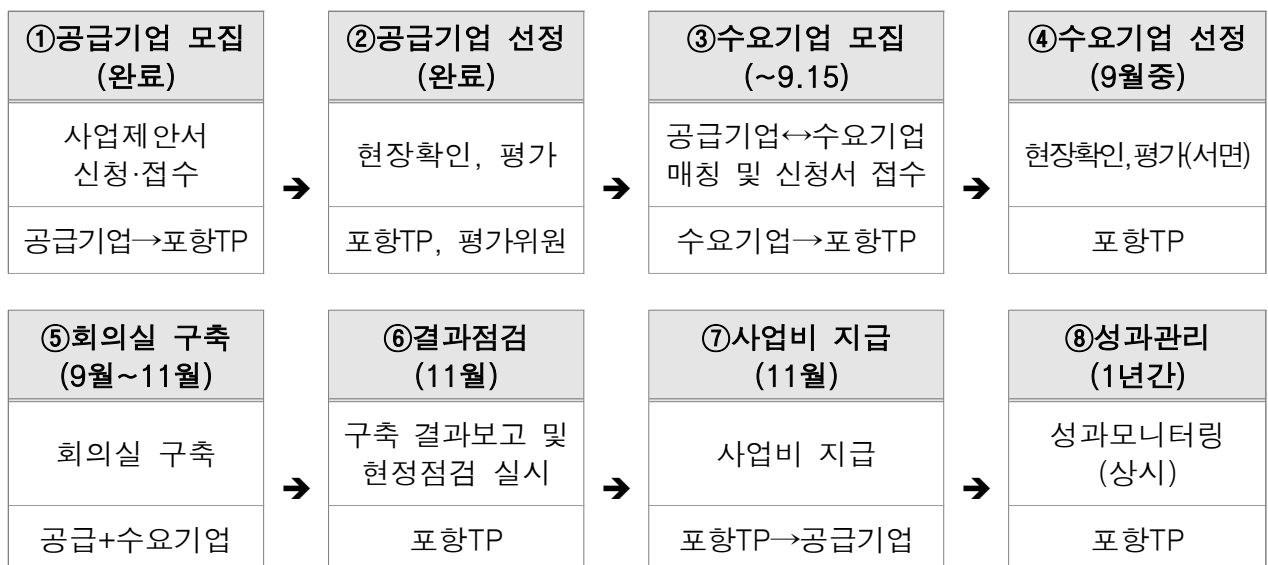 ①공급기업 모집
(완료)
사업제안서
신청·접수
공급기업→포항TP
➔
②공급기업 선정
(완료)
현장확인, 평가
포항TP, 평가위원
➔
③수요기업 모집
(~9.15)
공급기업↔수요기업
매칭 및 신청서 접수
수요기업→포항TP
➔
④수요기업 선정
(9월중)
현장확인,평가(서면)
포항TP
⑤회의실 구축
(9월~11월)
회의실 구축
공급+수요기업
➔
⑥결과점검
(11월)
구축 결과보고 및
현정점검 실시
포항TP
➔
⑦사업비 지급
(11월)
사업비 지급
포항TP→공급기업
➔
⑧성과관리
(1년간)
성과모니터링
(상시)
포항TP